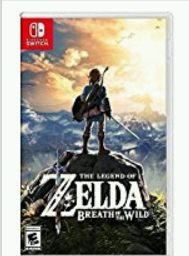 NINTENDO
SWITCH
THE LEGEND OF
ZELDA
BREATH OF THE WILD
E